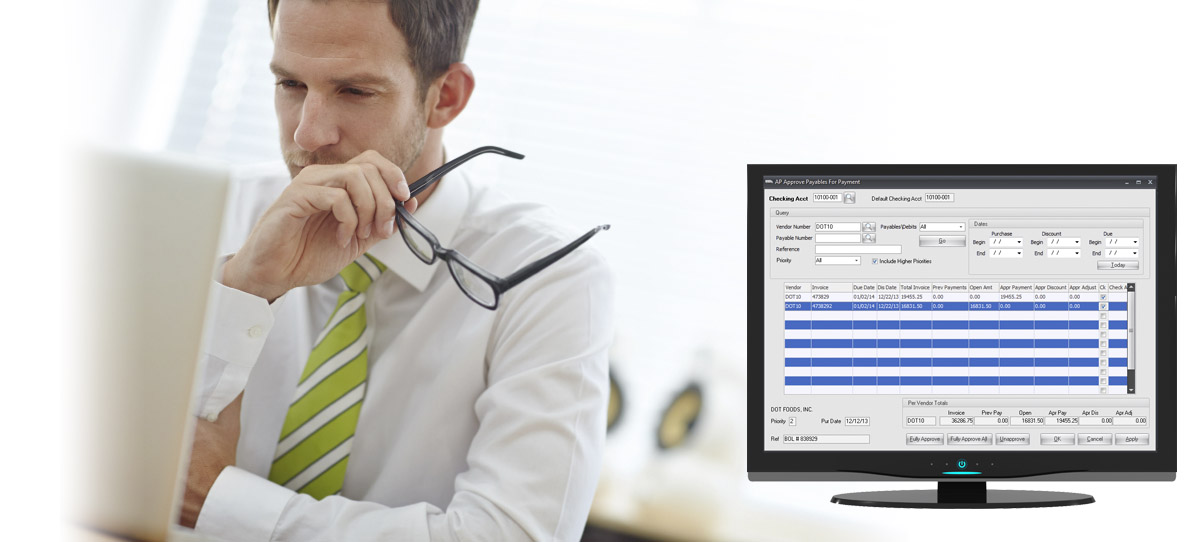 AP Approve Payables For Payment
Checking Acct 10100-001 Default Checking Acct 10100-001
Query
Vendor Number DOT10 Payables\Debits All
Payable Number Go
Reference
Priority All Include Higher Priorities
Dates
Purchase Discount Due
Begin / / Begin / / Begin / /
End / / End / / End / /
Today
Vendor Invoice Due Date Dis Date Total Invoice Prev Payments Open Amt Appr Payment Appr Discount Appr Adjust Ck Check A
DOT10 473829 01/02/14 12/22/13 19455.25 0.00 0.00 19455.25 0.00 0.00
DOT10 4738292 01/02/14 12/22/13 16831.50 0.00 16831.50 0.00 0.00 0.00
Per Vendor Totals
DOT FOODS, INC. Invoice Prev Pay Open Apr Pay Apr Dis Apr Adj
Priority 2 Pur Date 12/12/13 DOT10 36286.75 0.00 16831.50 19455.25 0.00 0.00
Ref BOL # 838929 Fully Approve Fully Approve All Unapprove OK Cancel Apply